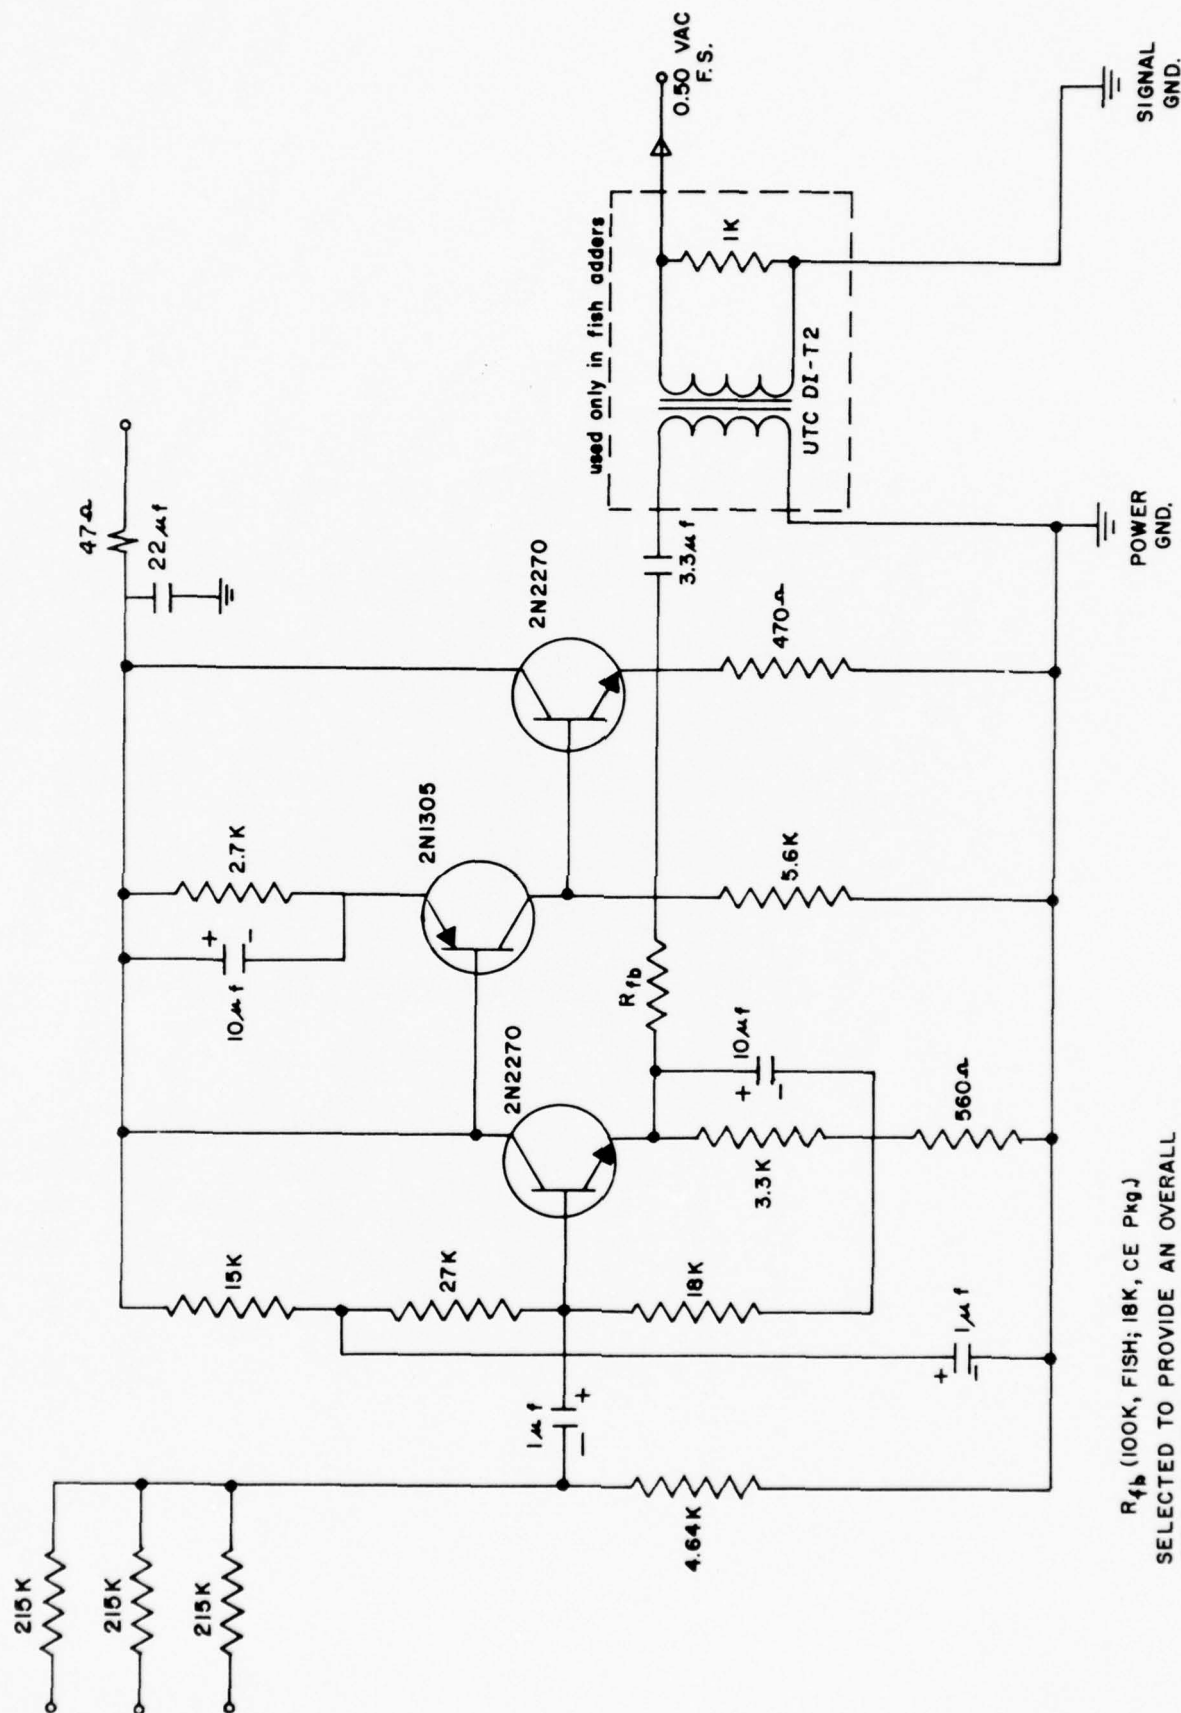 215K
215K
215K
4.64K
1µf
-
+
15K
27K
18K
+
-
1µf
2N2270
3.3K
10µf
+
-
560Ω
Rfb
10µf
+
-
2.7K
2N1305
5.6K
2N2270
470Ω
47Ω
22µf
3.3µf
used only in fish adders
UTC DI-T2
1K
0.50 VAC
F.S.
POWER
GND.
SIGNAL
GND.
Rfb (100K, FISH; 18K, CE Pkg.)
SELECTED TO PROVIDE AN OVERALL